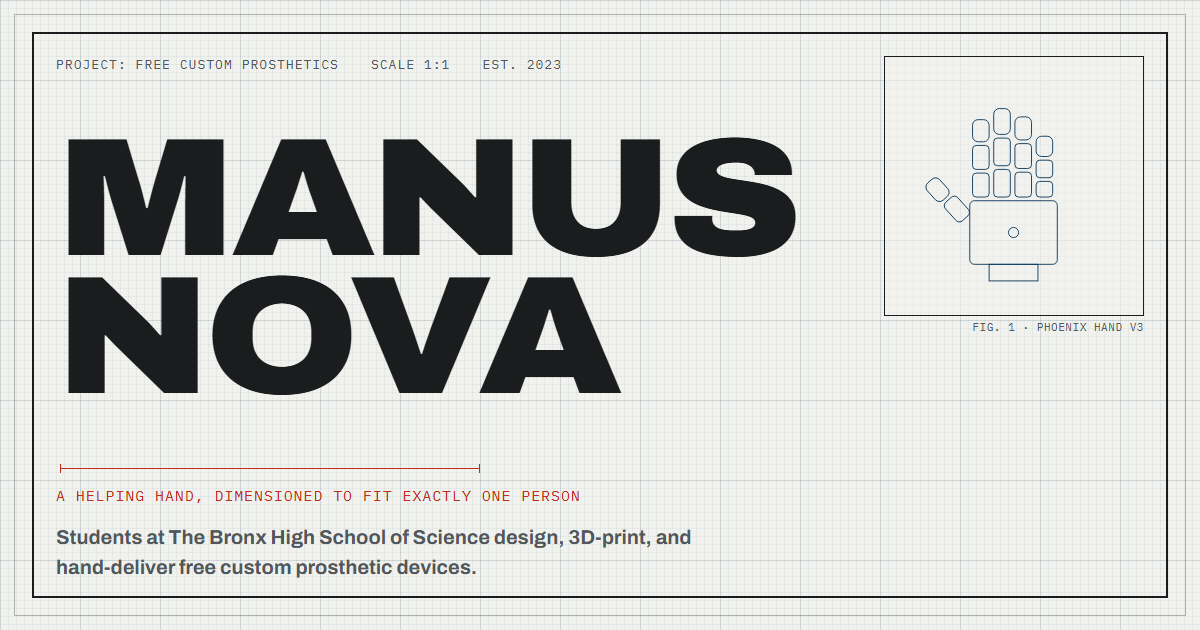 PROJECT: FREE CUSTOM PROSTHETICS SCALE 1:1 EST. 2023
MANUS
NOVA
FIG. 1 · PHOENIX HAND V3
A HELPING HAND, DIMENSIONED TO FIT EXACTLY ONE PERSON
Students at The Bronx High School of Science design, 3D-print, and
hand-deliver free custom prosthetic devices.